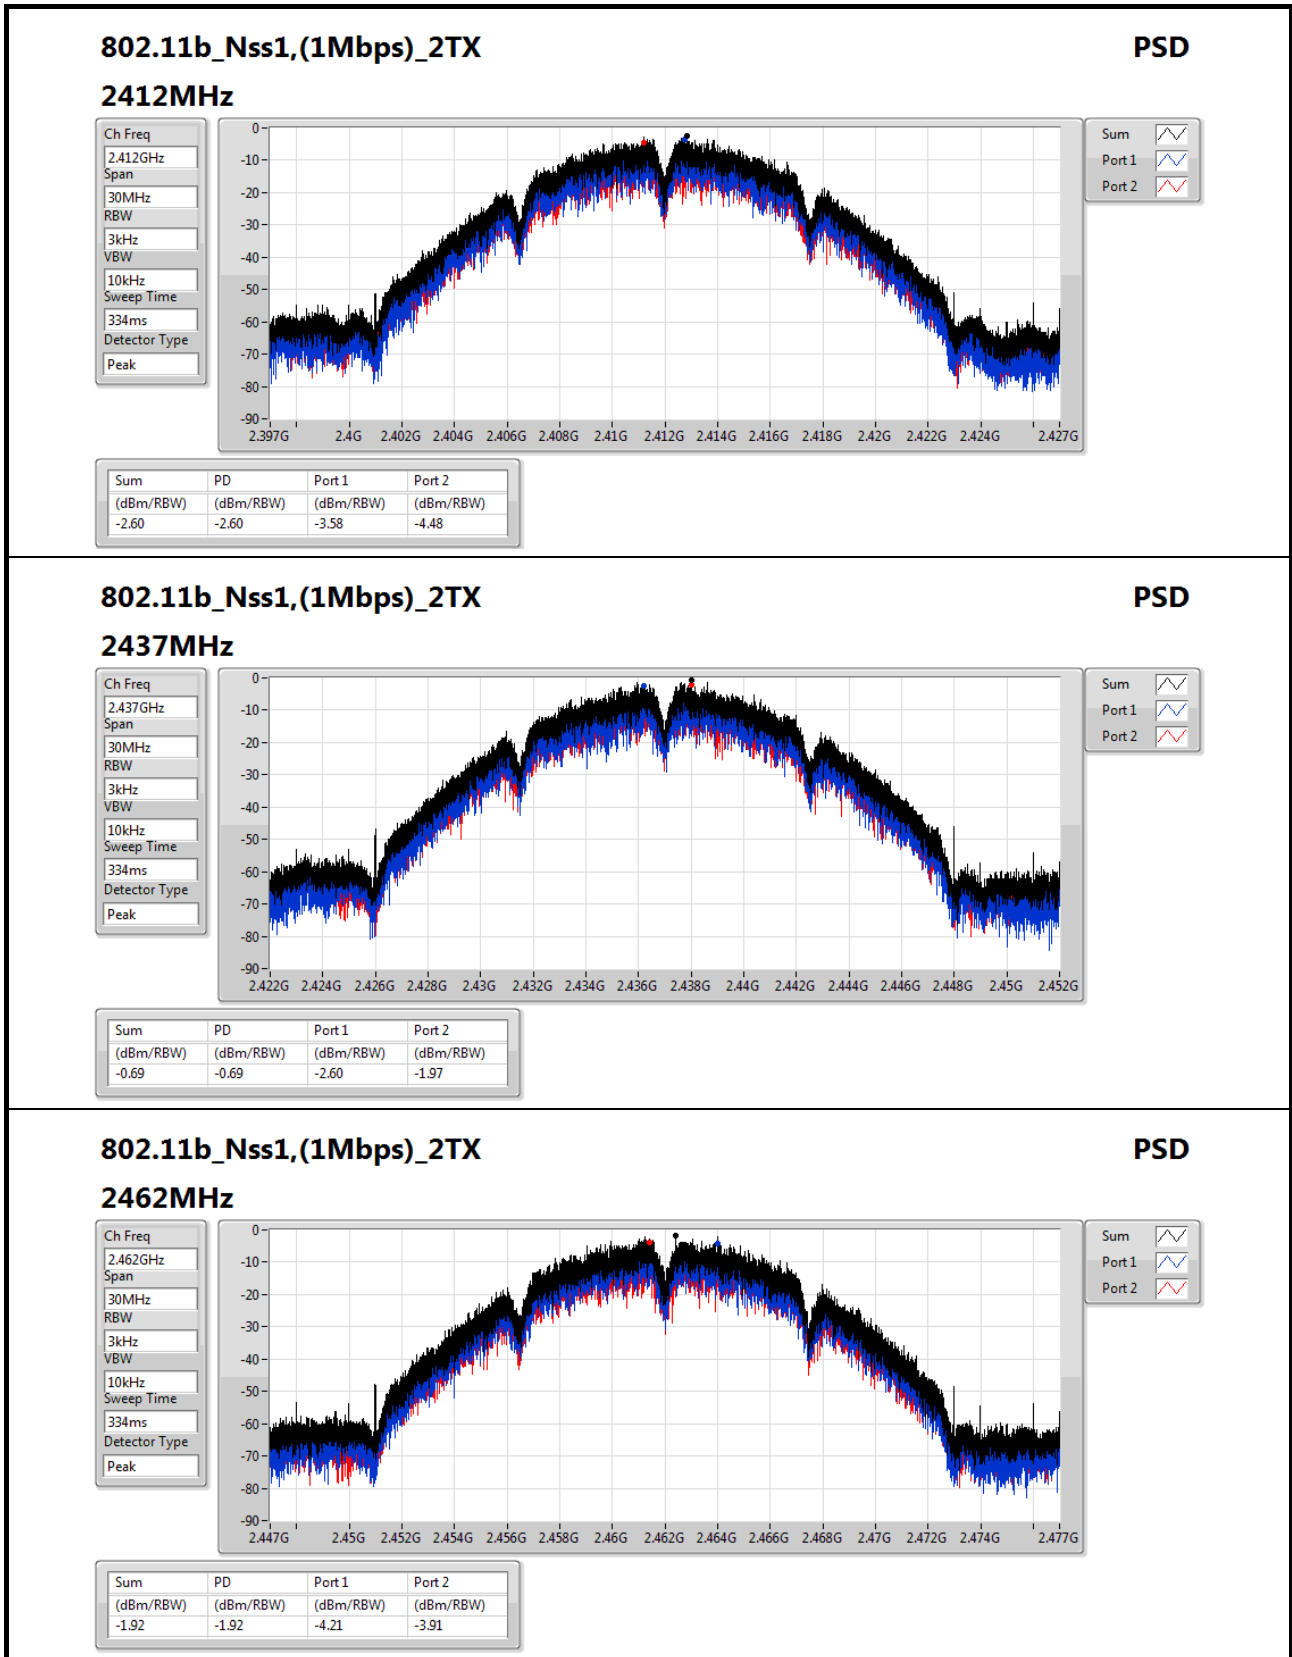 802.11b_Nss1,(1Mbps)_2TX PSD
2412MHz
Ch Freq
2.412GHz
Span
30MHz
RBW
3kHz
VBW
10kHz
Sweep Time
334ms
Detector Type
Peak
0
-10
-20
-30
-40
-50
-60
-70
-80
-90
2.397G 2.4G 2.402G 2.404G 2.406G 2.408G 2.41G 2.412G 2.414G 2.416G 2.418G 2.42G 2.422G 2.424G 2.427G
Sum
Port 1
Port 2
Sum PD Port 1 Port 2
(dBm/RBW) (dBm/RBW) (dBm/RBW) (dBm/RBW)
-2.60 -2.60 -3.58 -4.48
802.11b_Nss1,(1Mbps)_2TX PSD
2437MHz
Ch Freq
2.437GHz
Span
30MHz
RBW
3kHz
VBW
10kHz
Sweep Time
334ms
Detector Type
Peak
0
-10
-20
-30
-40
-50
-60
-70
-80
-90
2.422G 2.424G 2.426G 2.428G 2.43G 2.432G 2.434G 2.436G 2.438G 2.44G 2.442G 2.444G 2.446G 2.448G 2.45G 2.452G
Sum
Port 1
Port 2
Sum PD Port 1 Port 2
(dBm/RBW) (dBm/RBW) (dBm/RBW) (dBm/RBW)
-0.69 -0.69 -2.60 -1.97
802.11b_Nss1,(1Mbps)_2TX PSD
2462MHz
Ch Freq
2.462GHz
Span
30MHz
RBW
3kHz
VBW
10kHz
Sweep Time
334ms
Detector Type
Peak
0
-10
-20
-30
-40
-50
-60
-70
-80
-90
2.447G 2.45G 2.452G 2.454G 2.456G 2.458G 2.46G 2.462G 2.464G 2.466G 2.468G 2.47G 2.472G 2.474G 2.477G
Sum
Port 1
Port 2
Sum PD Port 1 Port 2
(dBm/RBW) (dBm/RBW) (dBm/RBW) (dBm/RBW)
-1.92 -1.92 -4.21 -3.91